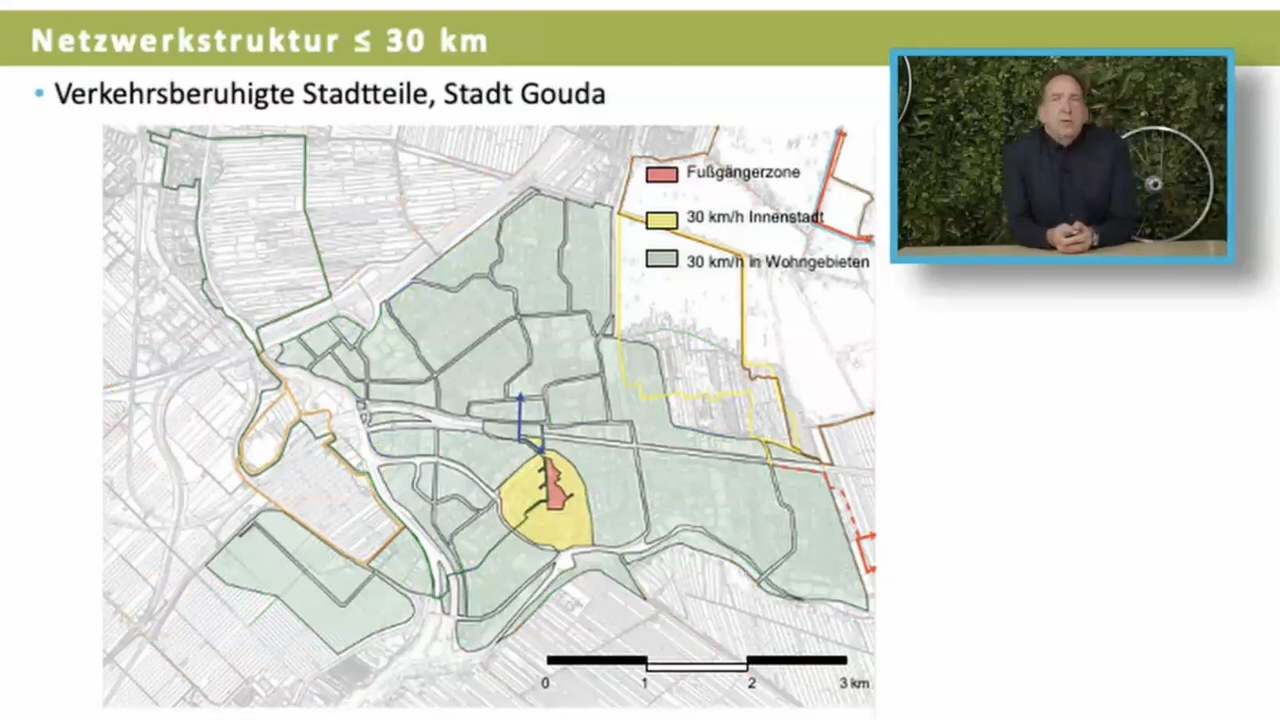 Netzwerkstruktur ≤ 30 km
• Verkehrsberuhigte Stadtteile, Stadt Gouda
Fußgängerzone
30 km/h Innenstadt
30 km/h in Wohngebieten
0 1 2 3 km